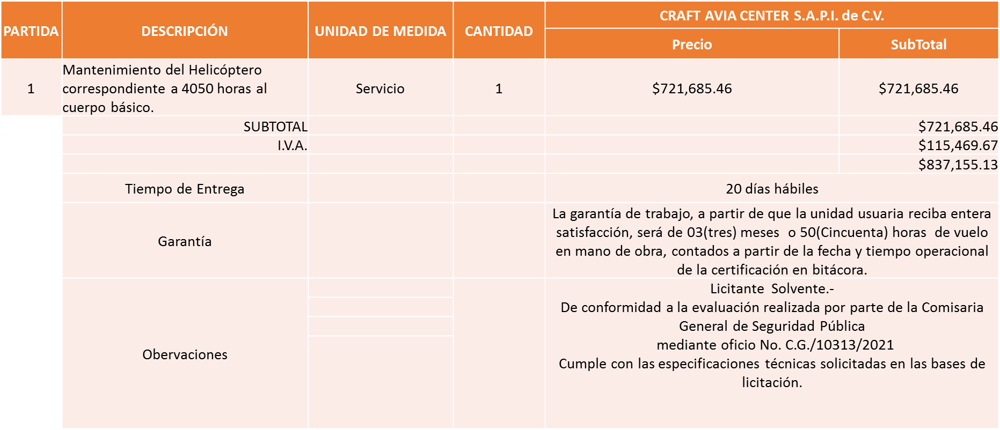 PARTIDA
DESCRIPCIÓN
UNIDAD DE MEDIDA
CANTIDAD
CRAFT AVIA CENTER S.A.P.I. de C.V.
Precio
SubTotal
1
Mantenimiento del Helicóptero
correspondiente a 4050 horas al
cuerpo básico.
Servicio
1
$721,685.46
$721,685.46
SUBTOTAL
$721,685.46
I.V.A.
$115,469.67
$837,155.13
Tiempo de Entrega
20 días hábiles
Garantía
La garantía de trabajo, a partir de que la unidad usuaria reciba entera
satisfacción, será de 03(tres) meses o 50(Cincuenta) horas de vuelo
en mano de obra, contados a partir de la fecha y tiempo operacional
de la certificación en bitácora.
Obervaciones
Licitante Solvente.-
De conformidad a la evaluación realizada por parte de la Comisaria
General de Seguridad Pública
mediante oficio No. C.G./10313/2021
Cumple con las especificaciones técnicas solicitadas en las bases de
licitación.